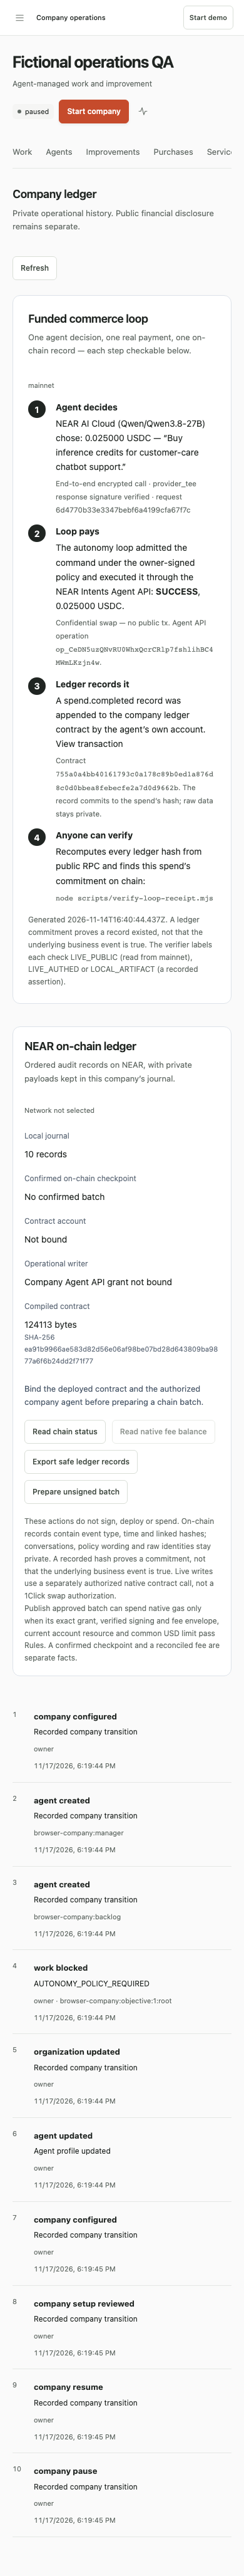 Company operations
Start demo
Fictional operations QA
Agent-managed work and improvement
paused
Start company
Work Agents Improvements Purchases Servic
Company ledger
Private operational history. Public financial disclosure
remains separate.
Refresh
Funded commerce loop
One agent decision, one real payment, one on-
chain record — each step checkable below.
mainnet
1
Agent decides
NEAR AI Cloud (Qwen/Qwen3.8-27B)
chose: 0.025000 USDC — "Buy
inference credits for customer-care
chatbot support."
End-to-end encrypted call · provider_tee
response signature verified · request
6d4770b33e3347bebf6a4199cfa67f7c
2
Loop pays
The autonomy loop admitted the
command under the owner-signed
policy and executed it through the
NEAR Intents Agent API: SUCCESS,
0.025000 USDC.
Confidential swap — no public tx. Agent API
operation
3
Ledger records it
A spend.completed record was
appended to the company ledger
contract by the agent's own account.
View transaction
Contract
755a0a4bb40161793c0a178c89b0ed1a876d
8c0d0bbea8febecfe2a7d0d9662b. The
record commits to the spend's hash; raw data
stays private.
4
Anyone can verify
Recomputes every ledger hash from
public RPC and finds this spend's
commitment on chain:
node scripts/verify-loop-receipt.mjs
Generated 2026-11-14T16:40:44.437Z. A ledger
commitment proves a record existed, not that the
underlying business event is true. The verifier labels
each check LIVE_PUBLIC (read from mainnet),
LIVE_AUTHED or LOCAL_ARTIFACT (a recorded
assertion).
NEAR on-chain ledger
Ordered audit records on NEAR, with private
payloads kept in this company's journal.
Network not selected
Local journal
10 records
Confirmed on-chain checkpoint
No confirmed batch
Contract account
Not bound
Operational writer
Company Agent API grant not bound
Compiled contract
124113 bytes
SHA-256
ea91b9966ae583d82d56e06af98be07bd28d643809ba98
77a6f6b24dd2f71f77
Bind the deployed contract and the authorized
company agent before preparing a chain batch.
Read chain status
Read native fee balance
Export safe ledger records
Prepare unsigned batch
These actions do not sign, deploy or spend. On-chain
records contain event type, time and linked hashes;
conversations, policy wording and raw identities stay
private. A recorded hash proves a commitment, not
that the underlying business event is true. Live writes
use a separately authorized native contract call, not a
1Click swap authorization.
Publish approved batch can spend native gas only
when its exact grant, verified signing and fee envelope,
current account resource and common USD limit pass
Rules. A confirmed checkpoint and a reconciled fee are
separate facts.
1
company configured
Recorded company transition
owner
11/17/2026, 6:19:44 PM
2
agent created
Recorded company transition
browser-company:manager
11/17/2026, 6:19:44 PM
3
agent created
Recorded company transition
browser-company:backlog
11/17/2026, 6:19:44 PM
4
work blocked
AUTONOMY_POLICY_REQUIRED
owner · browser-company:objective:1:root
11/17/2026, 6:19:44 PM
5
organization updated
Recorded company transition
owner
11/17/2026, 6:19:44 PM
6
agent updated
Agent profile updated
owner
11/17/2026, 6:19:44 PM
7
company configured
Recorded company transition
owner
11/17/2026, 6:19:45 PM
8
company setup reviewed
Recorded company transition
owner
11/17/2026, 6:19:45 PM
9
company resume
Recorded company transition
owner
11/17/2026, 6:19:45 PM
10
company pause
Recorded company transition
owner
11/17/2026, 6:19:45 PM